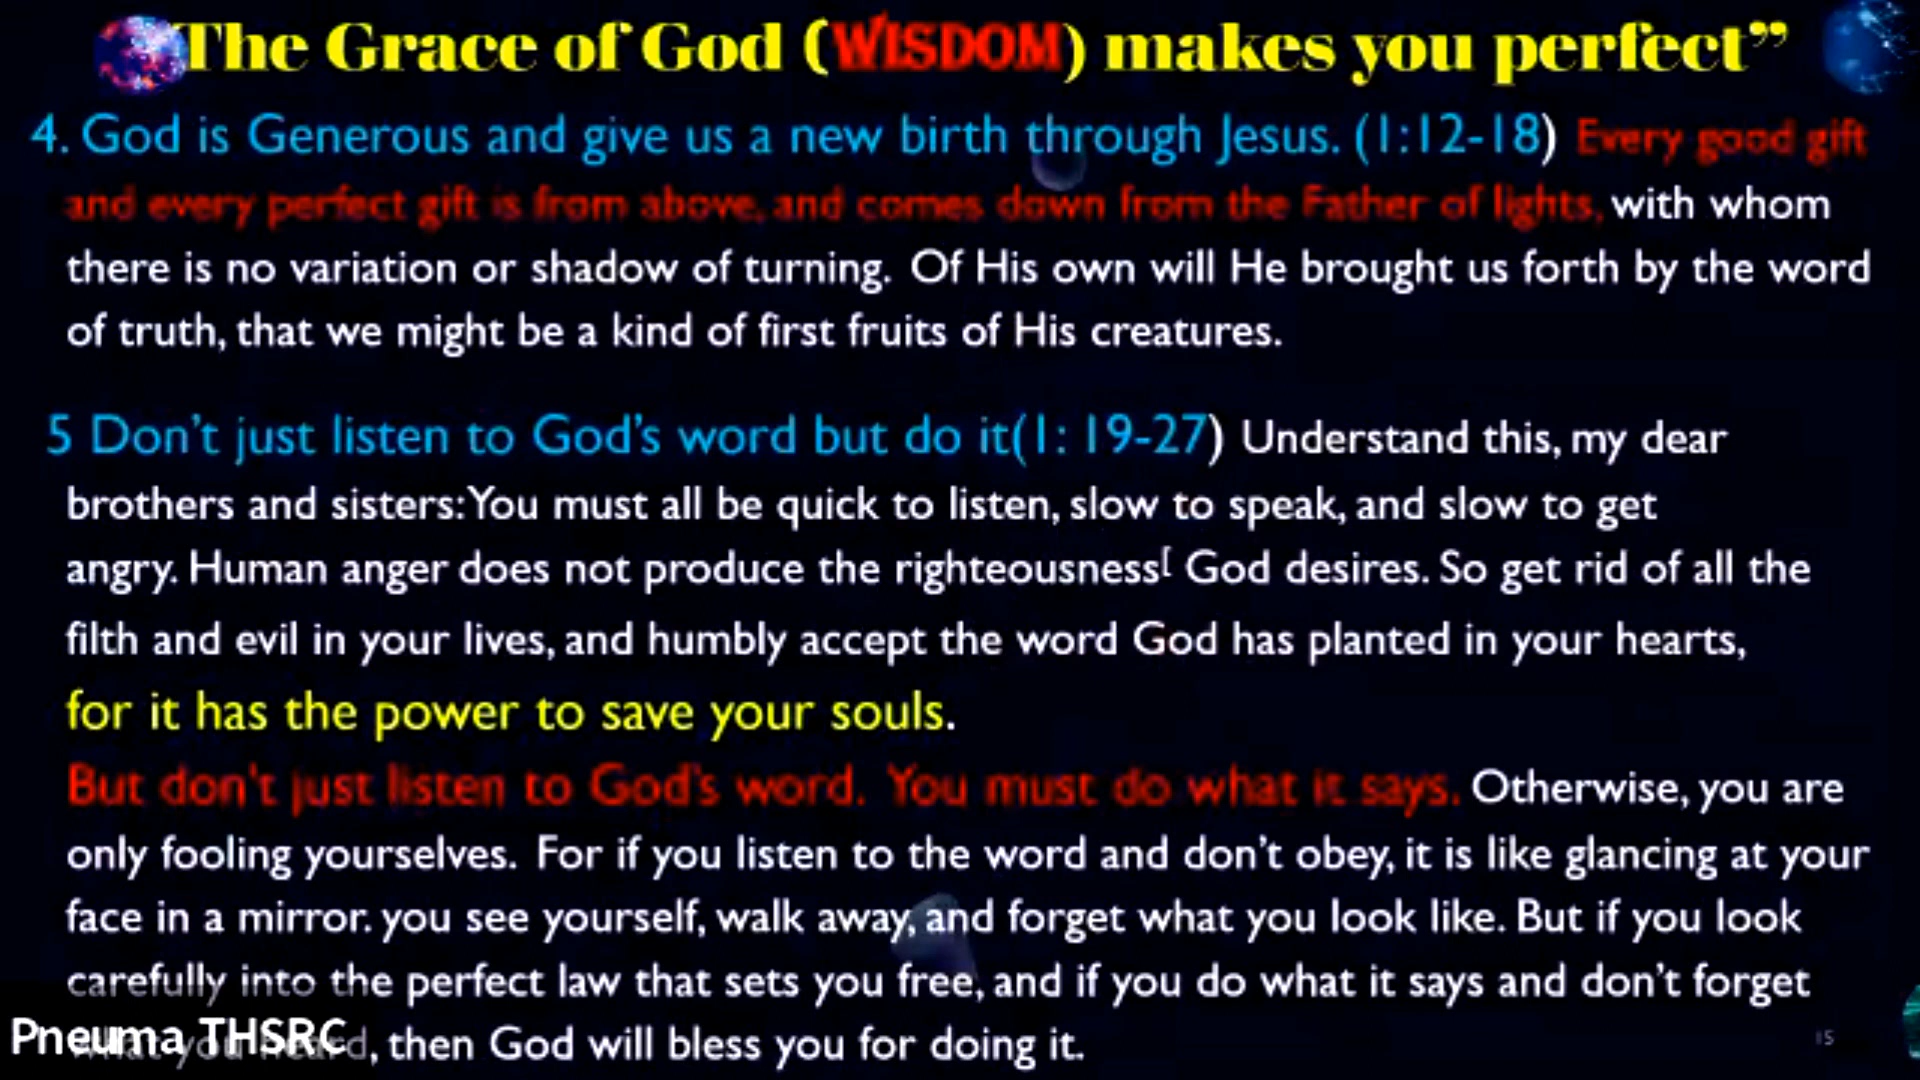 The Grace of God (WISDOM) makes you perfect”
4. God is Generous and give us a new birth through Jesus. (1:12-18) Every good gift
and every perfect gift is from above, and comes down from the Father of lights, with whom
there is no variation or shadow of turning. Of His own will He brought us forth by the word
of truth, that we might be a kind of first fruits of His creatures.
5 Don’t just listen to God’s word but do it(1: 19-27) Understand this, my dear
brothers and sisters: You must all be quick to listen, slow to speak, and slow to get
angry. Human anger does not produce the righteousness[ God desires. So get rid of all the
filth and evil in your lives, and humbly accept the word God has planted in your hearts,
for it has the power to save your souls.
But don't just listen to God's word. You must do what it says. Otherwise, you are
only fooling yourselves. For if you listen to the word and don’t obey, it is like glancing at your
face in a mirror. you see yourself, walk away, and forget what you look like. But if you look
carefully into the perfect law that sets you free, and if you do what it says and don’t forget
what you heard, then God will bless you for doing it.
Pneuma THSRC
15